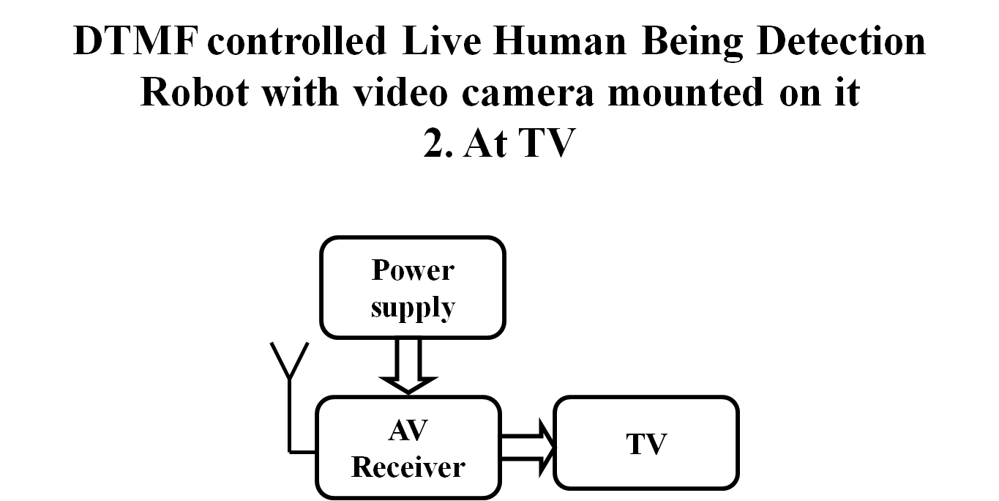 DTMF controlled Live Human Being Detection
Robot with video camera mounted on it
2. At TV
Power
supply
AV
Receiver
TV